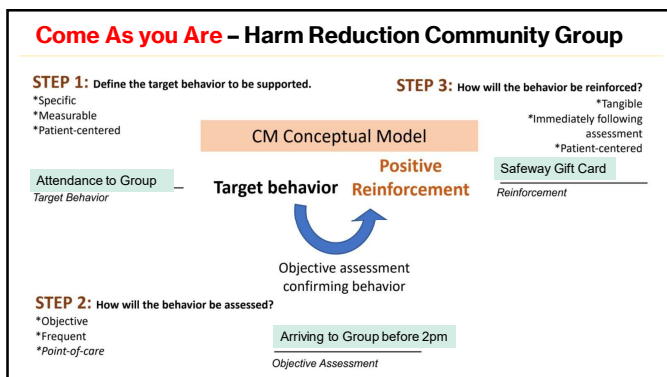 Come As you Are – Harm Reduction Community Group
STEP 1: Define the target behavior to be supported.
*Specific
*Measurable
*Patient-centered
STEP 3: How will the behavior be reinforced?
*Tangible
*Immediately following
assessment
*Patient-centered
CM Conceptual Model
Attendance to Group
Target Behavior
Target behavior
Positive
Reinforcement
Safeway Gift Card
Reinforcement
Objective assessment
confirming behavior
STEP 2: How will the behavior be assessed?
*Objective
*Frequent
*Point-of-care
Arriving to Group before 2pm
Objective Assessment